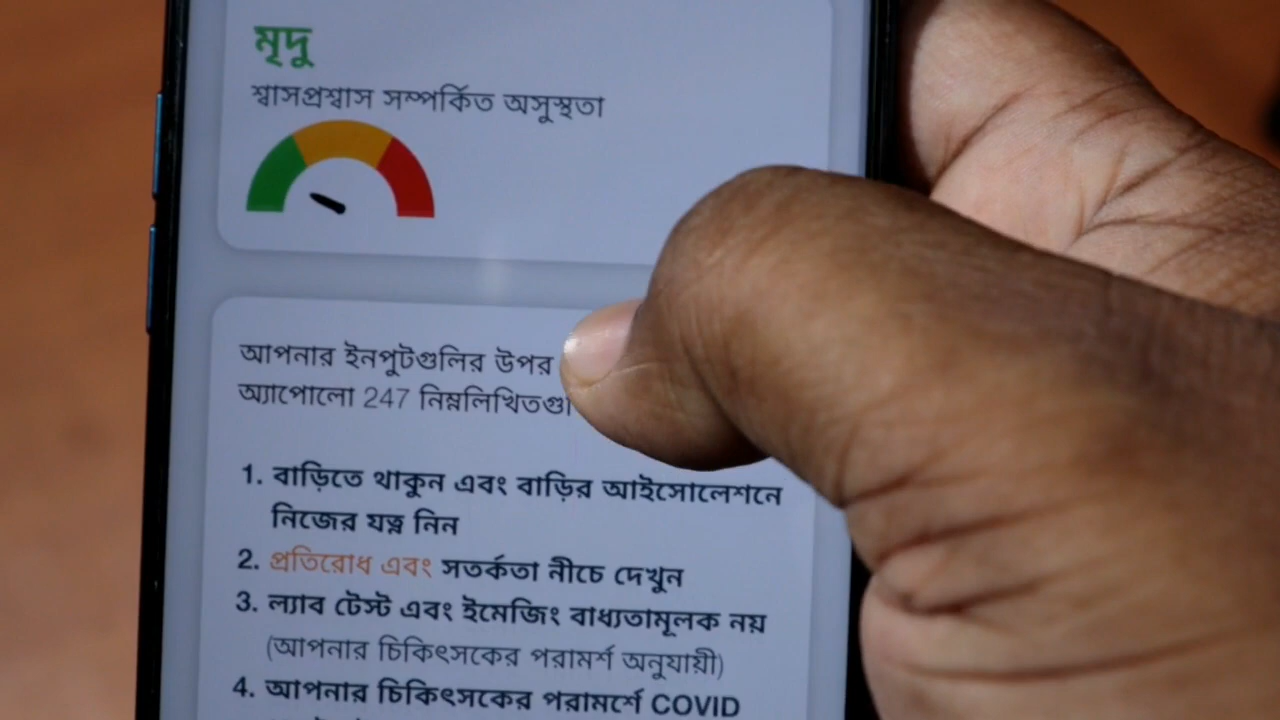 মৃদু
শ্বাসপ্রশ্বাস সম্পর্কিত অসুস্থতা
আপনার ইনপুটগুলির উপর
অ্যাপোলো 247
1. বাড়িতে থাকুন এবং বাড়ির আইসোলেশনে
নিজের যত্ন নিন
2. প্রতিরোধ এবং সতর্কতা নীচে দেখুন
3. ল্যাব টেস্ট এবং ইমেজিং বাধ্যতামূলক নয়
(আপনার চিকিৎসকের পরামর্শ অনুযায়ী)
4. আপনার চিকিৎসকের পরামর্শে COVID